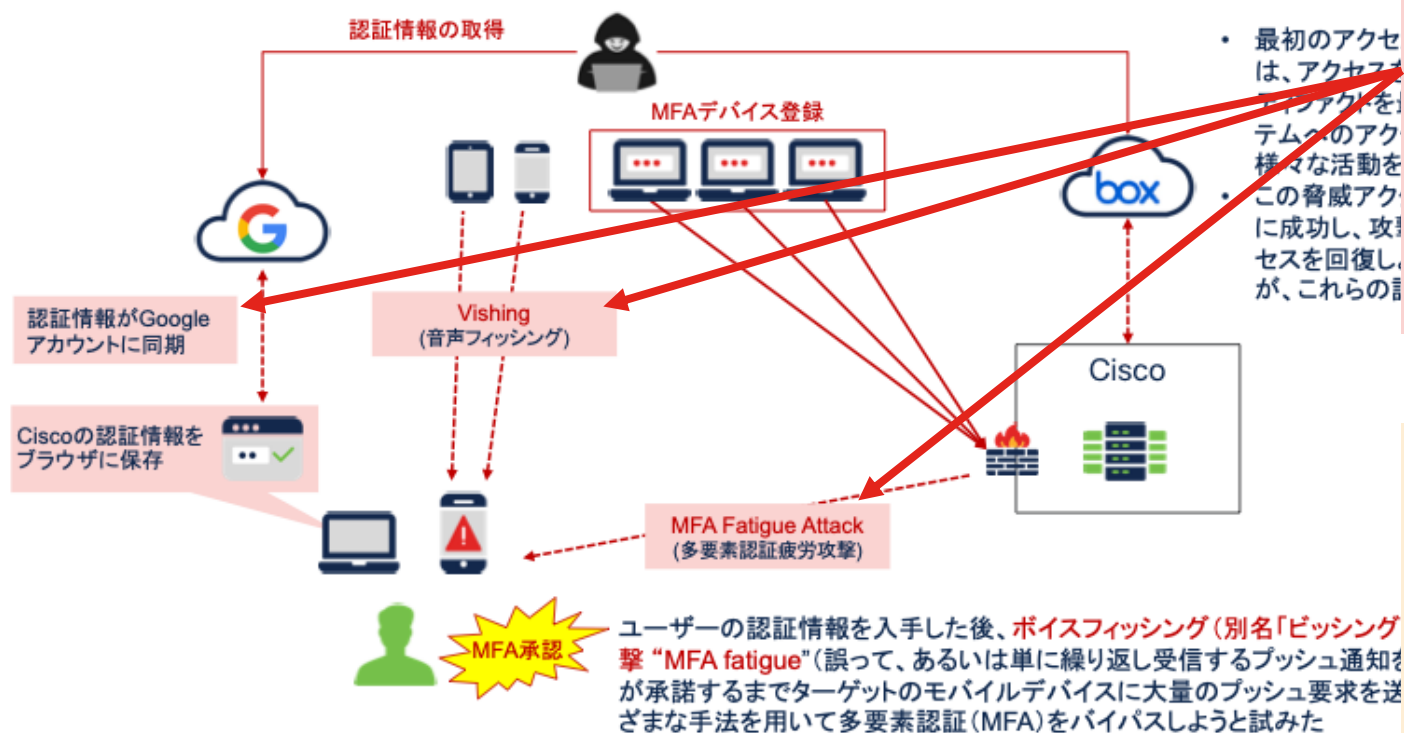 認証情報の取得
MFAデバイス登録
box
認証情報がGoogle
アカウントに同期
Vishing
(音声フィッシング)
Ciscoの認証情報を
ブラウザに保存
Cisco
MFA Fatigue Attack
(多要素認証疲労攻撃)
MFA承認
• 最初のアクセ
は、アクセスを
ティファクトを
テムへのアク
様々な活動を
• この脅威アク
に成功し、攻撃
セスを回復し
が、これらの
ユーザーの認証情報を入手した後、ボイスフィッシング(別名「ビッシング
撃 “MFA fatigue”(誤って、あるいは単に繰り返し受信するプッシュ通知を
が承諾するまでターゲットのモバイルデバイスに大量のプッシュ要求を送
ざまな手法を用いて多要素認証(MFA)をバイパスしようと試みた